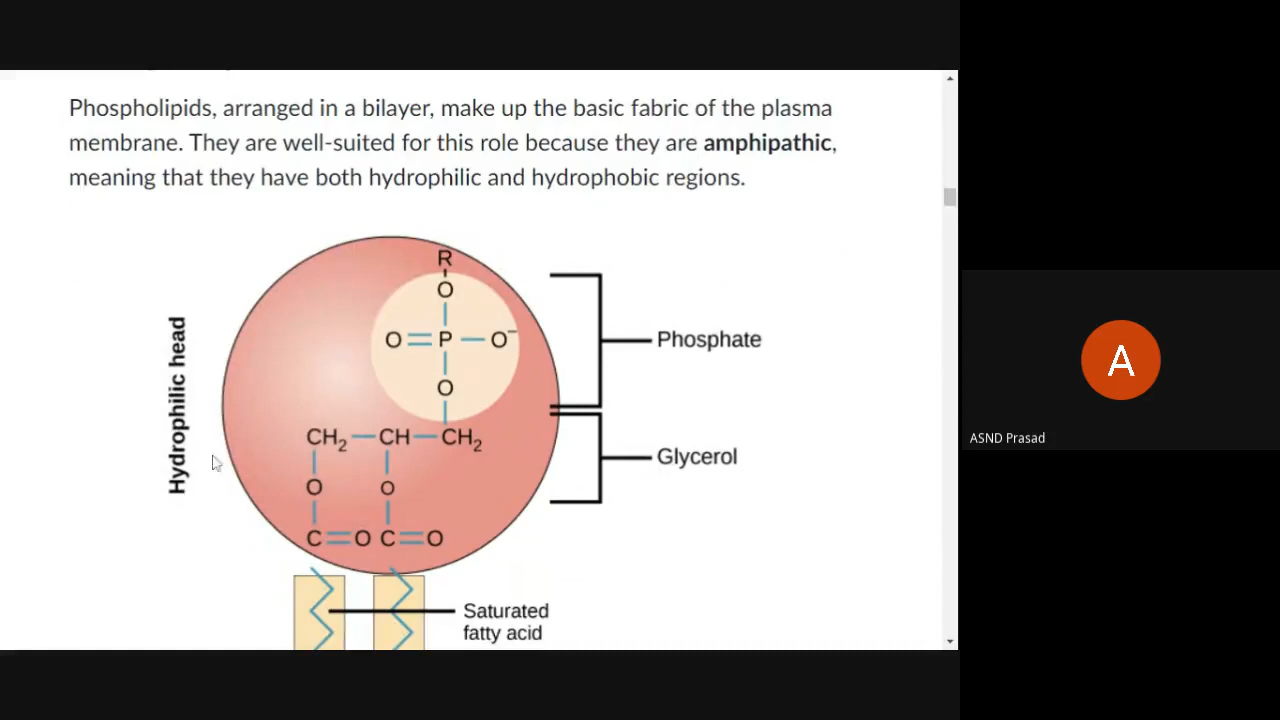 Phospholipids, arranged in a bilayer, make up the basic fabric of the plasma
membrane. They are well-suited for this role because they are amphipathic,
meaning that they have both hydrophilic and hydrophobic regions.
Hydrophilic head
R
O
O P O⁻
O
Phosphate
CH₂ CH CH₂
Glycerol
O O
C O C O
Saturated
fatty acid
A
ASND Prasad